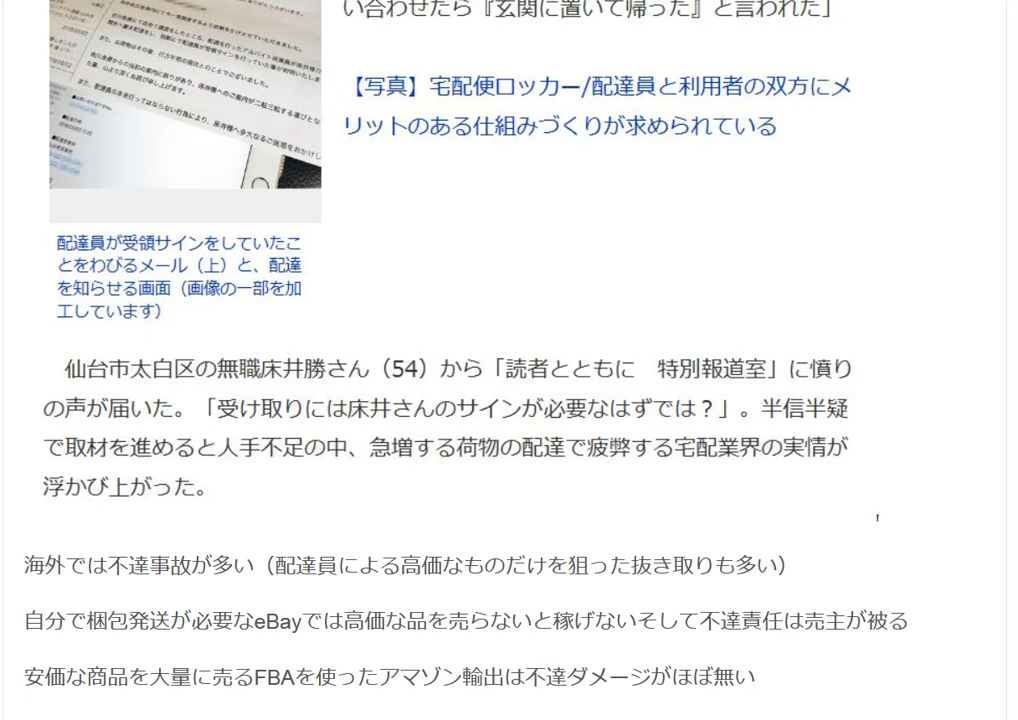 い合わせたら『玄関に置いて帰った』と言われた」
【写真】宅配便ロッカー/配達員と利用者の双方にメ
リットのある仕組みづくりが求められている
配達員が受領サインをしていたこ
とをわびるメール（上）と、配達
を知らせる画面（画像の一部を加
工しています）
仙台市太白区の無職床井勝さん（54）から「読者とともに　特別報道室」に憤り
の声が届いた。「受け取りには床井さんのサインが必要なはずでは？」。半信半疑
で取材を進めると人手不足の中、急増する荷物の配達で疲弊する宅配業界の実情が
浮かび上がった。
海外では不達事故が多い（配達員による高価なものだけを狙った抜き取りも多い）
自分で梱包発送が必要なeBayでは高価な品を売らないと稼げないそして不達責任は売主が被る
安価な商品を大量に売るFBAを使ったアマゾン輸出は不達ダメージがほぼ無い